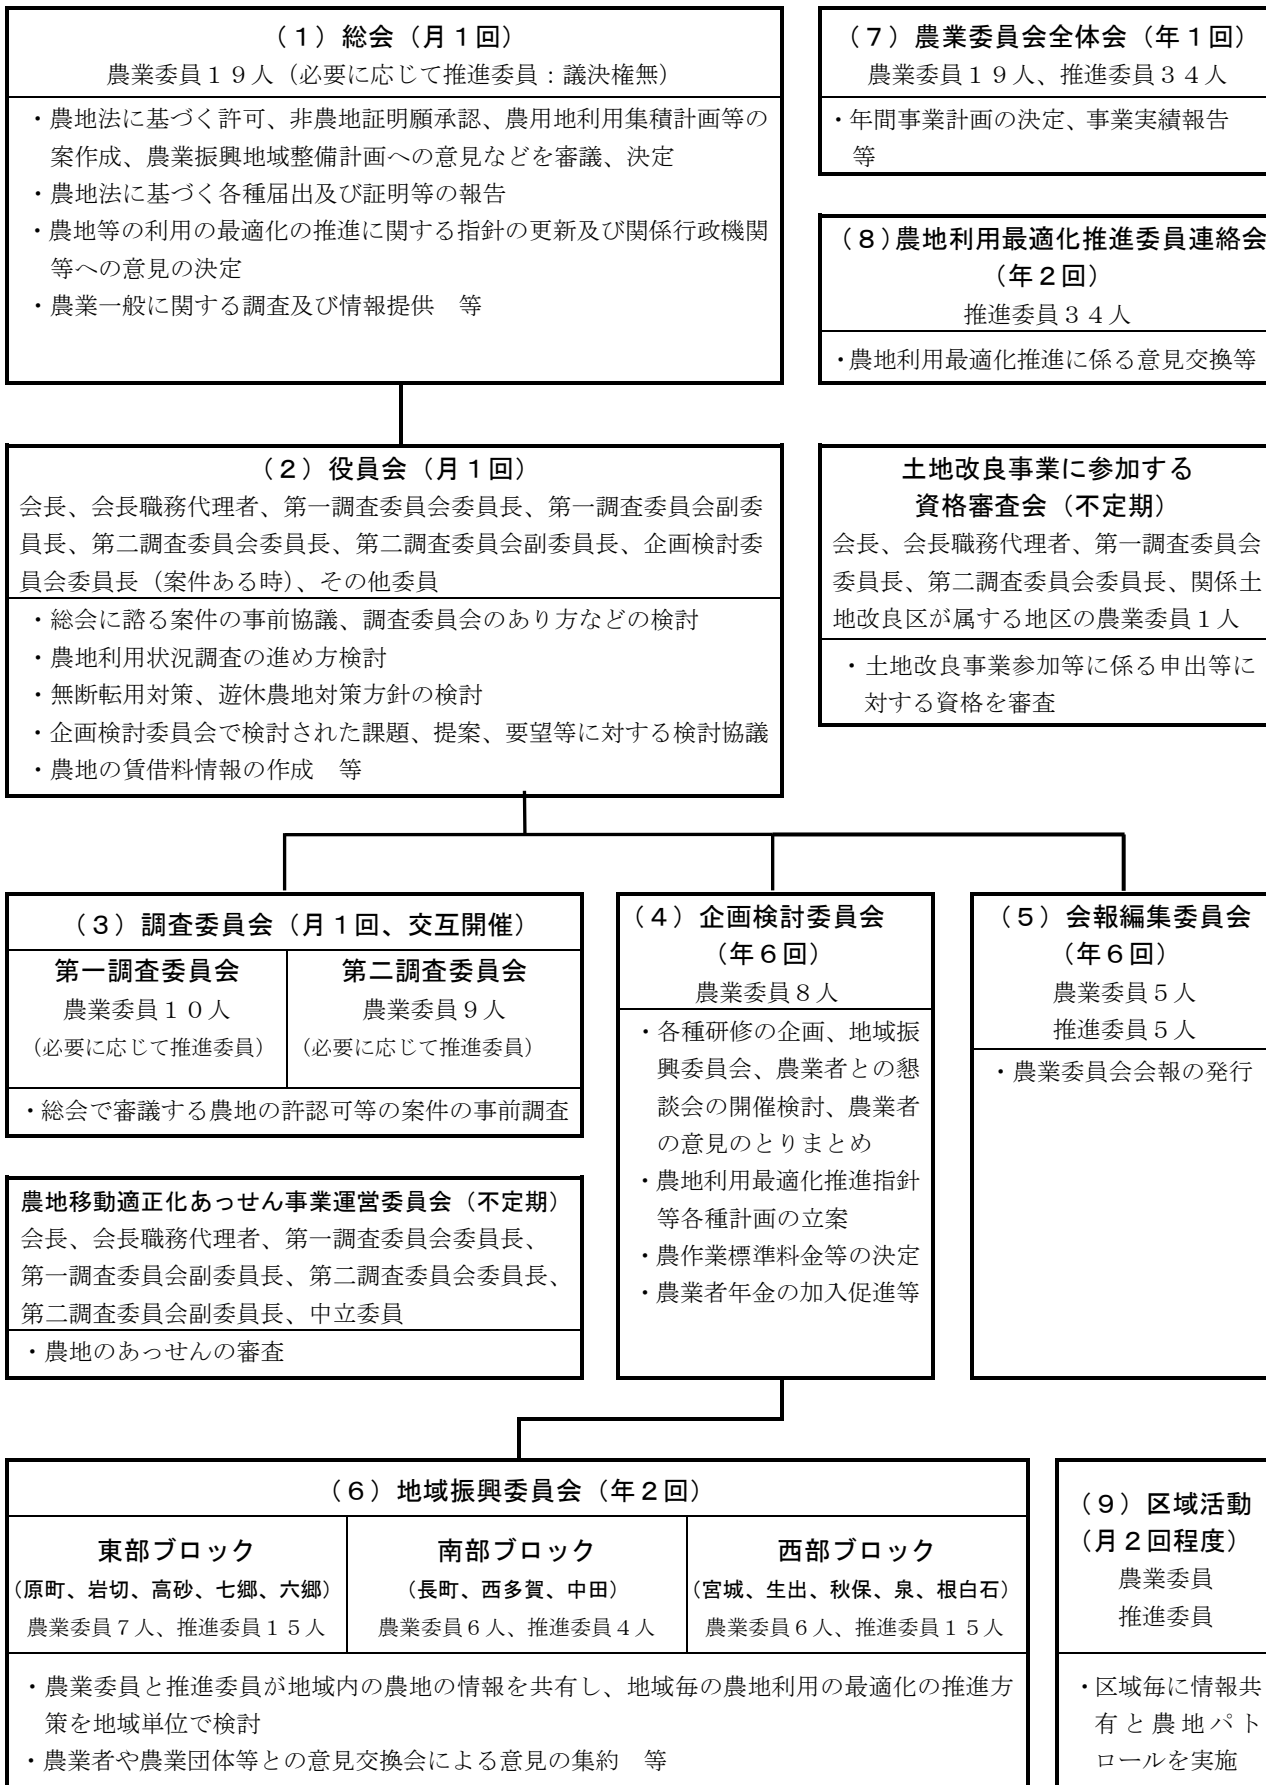 （１）総会（月１回）
農業委員１９人（必要に応じて推進委員：議決権無）
・農地法に基づく許可、非農地証明願承認、農用地利用集積計画等の
案作成、農業振興地域整備計画への意見などを審議、決定
・農地法に基づく各種届出及び証明等の報告
・農地等の利用の最適化の推進に関する指針の更新及び関係行政機関
等への意見の決定
・農業一般に関する調査及び情報提供　等
（７）農業委員会全体会（年１回）
農業委員１９人、推進委員３４人
・年間事業計画の決定、事業実績報告
等
（８）農地利用最適化推進委員連絡会
（年２回）
推進委員３４人
・農地利用最適化推進に係る意見交換等
（２）役員会（月１回）
会長、会長職務代理者、第一調査委員会委員長、第一調査委員会副委
員長、第二調査委員会委員長、第二調査委員会副委員長、企画検討委
員会委員長（案件ある時）、その他委員
・総会に諮る案件の事前協議、調査委員会のあり方などの検討
・農地利用状況調査の進め方検討
・無断転用対策、遊休農地対策方針の検討
・企画検討委員会で検討された課題、提案、要望等に対する検討協議
・農地の賃借料情報の作成　等
土地改良事業に参加する
資格審査会（不定期）
会長、会長職務代理者、第一調査委員会
委員長、第二調査委員会委員長、関係土
地改良区が属する地区の農業委員１人
・土地改良事業参加等に係る申出等に
対する資格を審査
（３）調査委員会（月１回、交互開催）
第一調査委員会
農業委員１０人
（必要に応じて推進委員）
第二調査委員会
農業委員９人
（必要に応じて推進委員）
・総会で審議する農地の許認可等の案件の事前調査
農地移動適正化あっせん事業運営委員会（不定期）
会長、会長職務代理者、第一調査委員会委員長、
第一調査委員会副委員長、第二調査委員会委員長、
第二調査委員会副委員長、中立委員
・農地のあっせんの審査
（４）企画検討委員会
（年６回）
農業委員８人
・各種研修の企画、地域振
興委員会、農業者との懇
談会の開催検討、農業者
の意見のとりまとめ
・農地利用最適化推進指針
等各種計画の立案
・農作業標準料金等の決定
・農業者年金の加入促進等
（５）会報編集委員会
（年６回）
農業委員５人
推進委員５人
・農業委員会会報の発行
（６）地域振興委員会（年２回）
東部ブロック
（原町、岩切、高砂、七郷、六郷）
農業委員７人、推進委員１５人
南部ブロック
（長町、西多賀、中田）
農業委員６人、推進委員４人
西部ブロック
（宮城、生出、秋保、泉、根白石）
農業委員６人、推進委員１５人
・農業委員と推進委員が地域内の農地の情報を共有し、地域毎の農地利用の最適化の推進方
策を地域単位で検討
・農業者や農業団体等との意見交換会による意見の集約　等
（９）区域活動
（月２回程度）
農業委員
推進委員
・区域毎に情報共
有と農地パト
ロールを実施